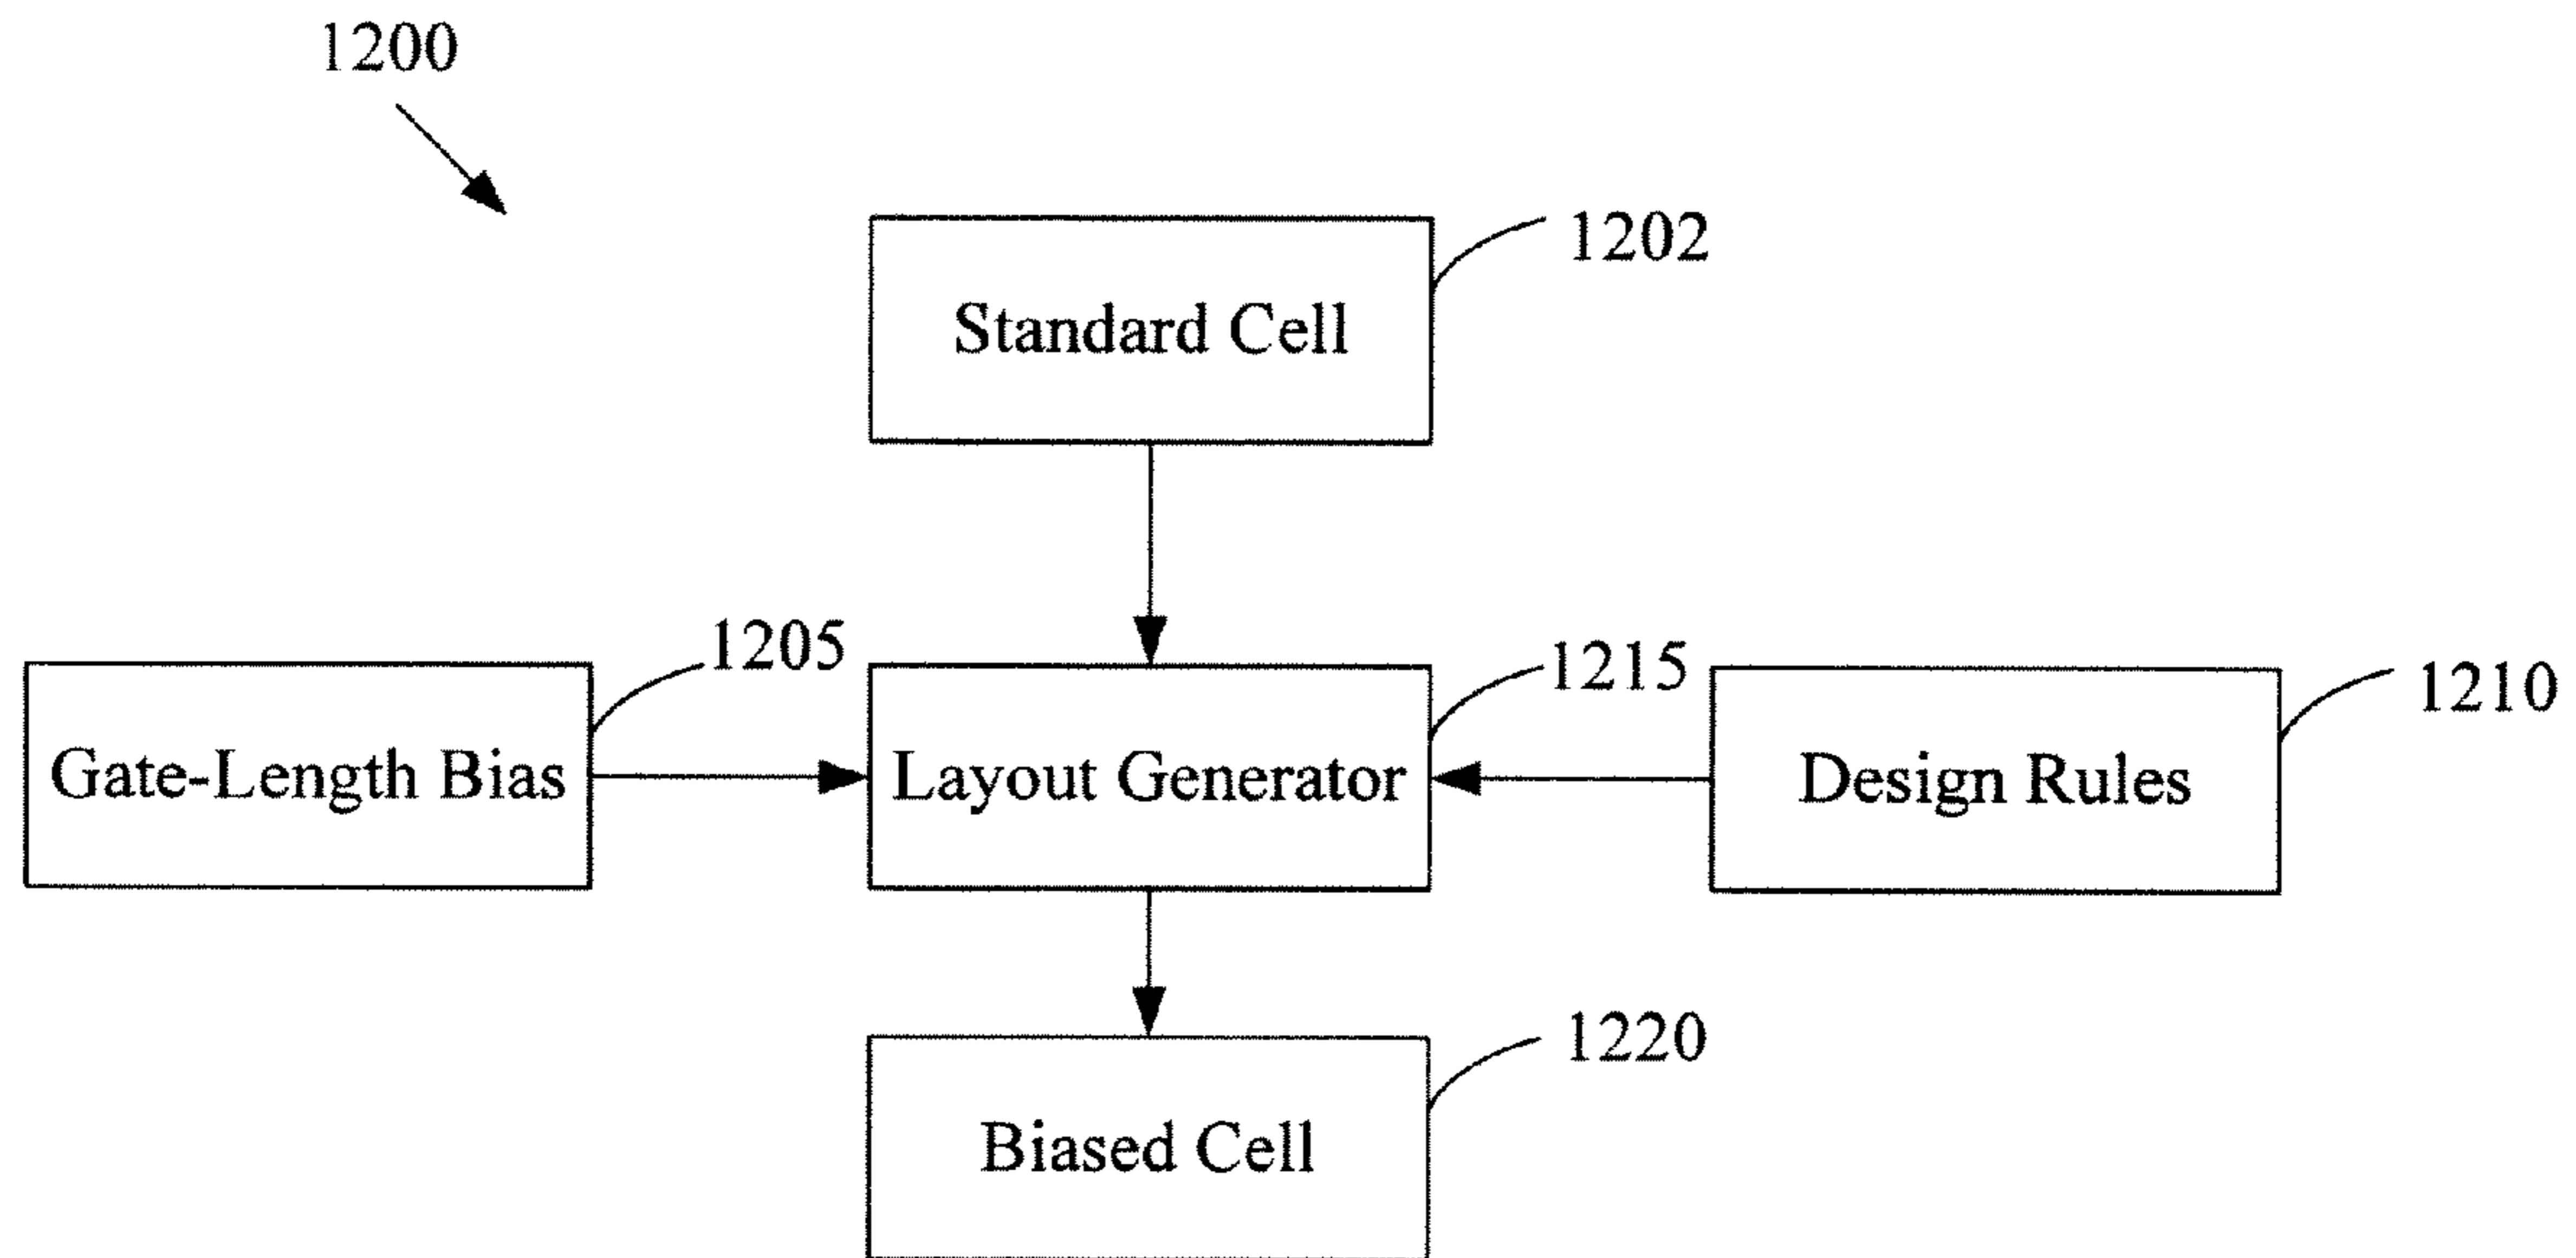 1200
1202
Standard Cell
1205
1215
1210
Gate-Length Bias
Layout Generator
Design Rules
1220
Biased Cell